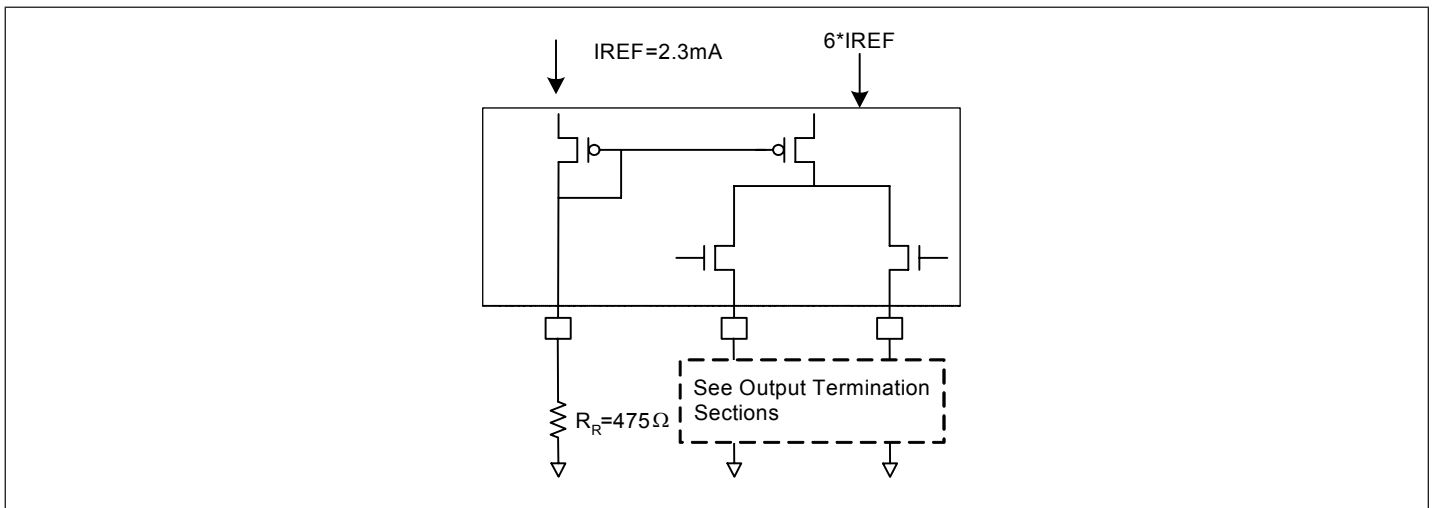 IREF=2.3mA
6*IREF
See Output Termination
Sections
R_R=475Ω